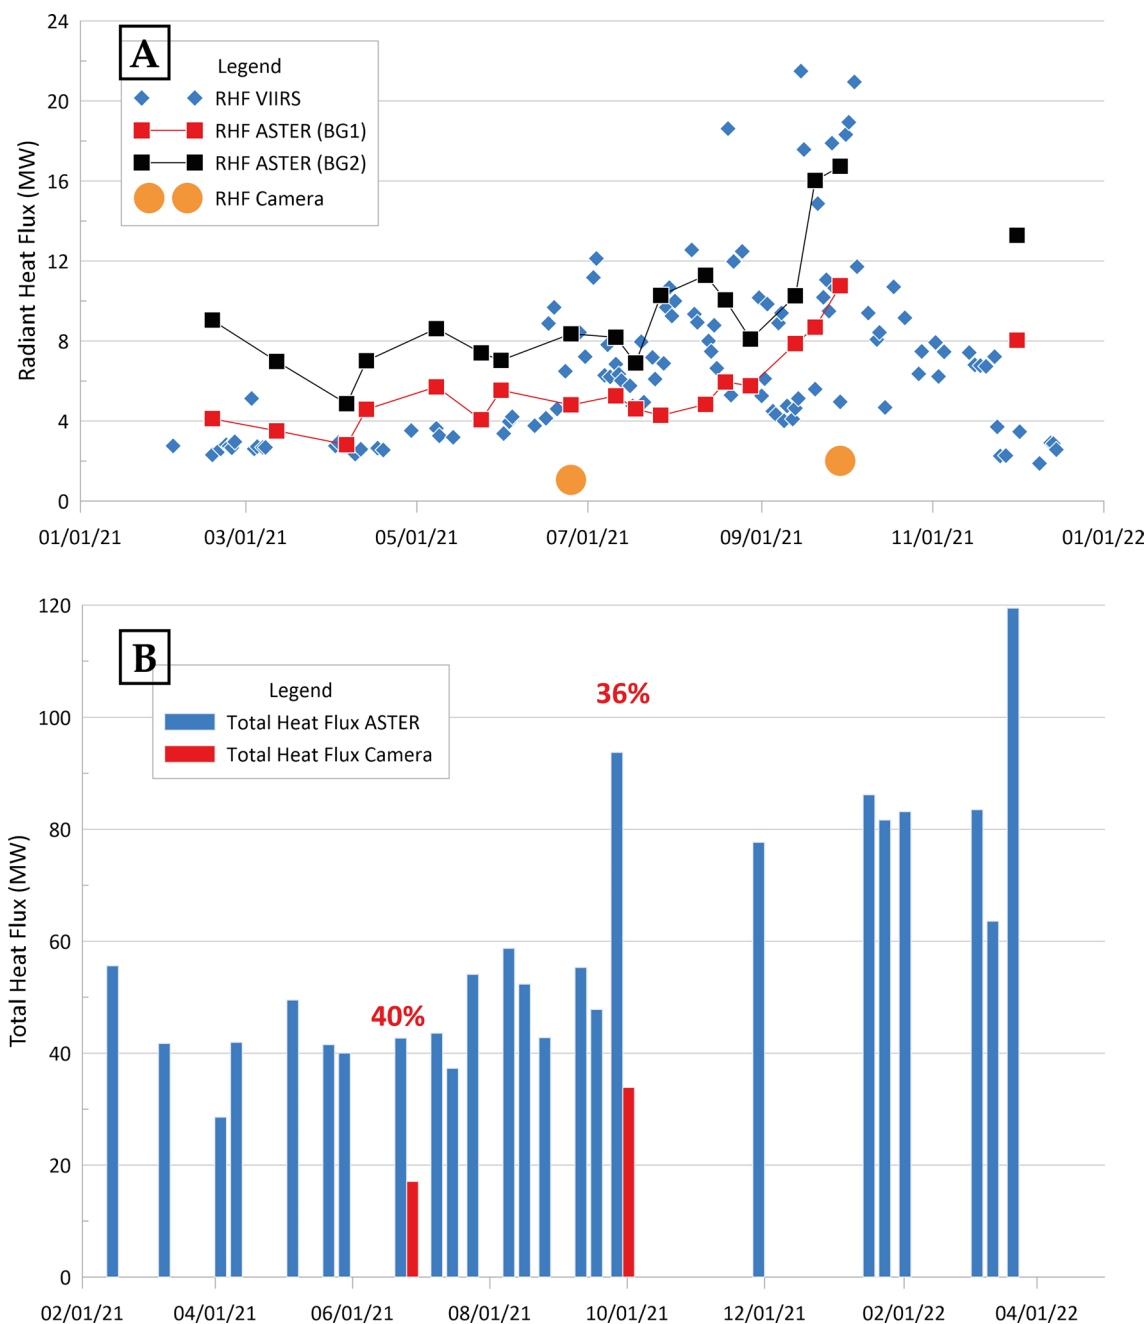 24
A
Legend
20
RHF VIIRS
RHF ASTER (BG1)
RHF ASTER (BG2)
16
RHF Camera
Radiant Heat Flux (MW)
12
8
4
0
01/01/21 03/01/21 05/01/21 07/01/21 09/01/21 11/01/21 01/01/22
120
B
Legend
36%
100
Total Heat Flux ASTER
Total Heat Flux Camera
80
Total Heat Flux (MW)
60
40%
40
20
0
02/01/21 04/01/21 06/01/21 08/01/21 10/01/21 12/01/21 02/01/22 04/01/22